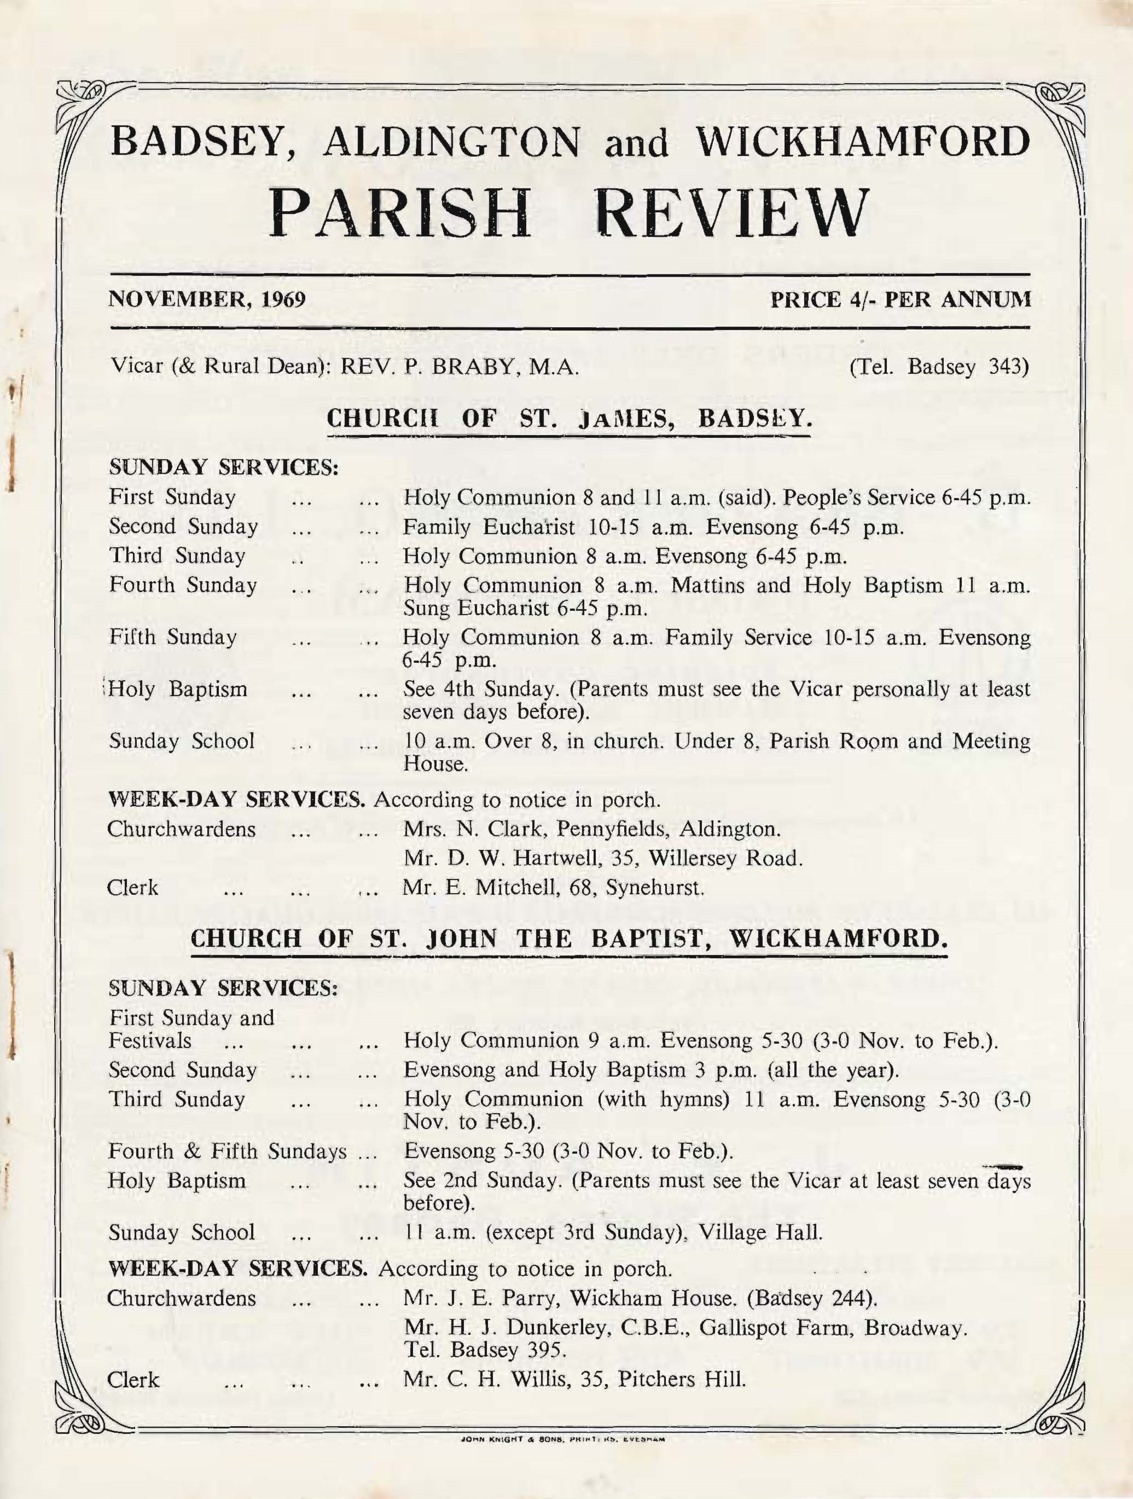 BADSEY, ALDINGTON and WICKHAMFORD
PARISH REVIEW
NOVEMBER, 1969 PRICE 4/- PER ANNUM
Vicar (& Rural Dean): REV. P. BRABY, M.A. (Tel. Badsey 343)
CHURCH OF ST. JAMES, BADSEY.
SUNDAY SERVICES:
First Sunday ... ... Holy Communion 8 and 11 a.m. (said). People's Service 6-45 p.m.
Second Sunday ... ... Family Eucharist 10-15 a.m. Evensong 6-45 p.m.
Third Sunday .. ... Holy Communion 8 a.m. Evensong 6-45 p.m.
Fourth Sunday ... ... Holy Communion 8 a.m. Mattins and Holy Baptism 11 a.m.
Sung Eucharist 6-45 p.m.
Fifth Sunday ... ... Holy Communion 8 a.m. Family Service 10-15 a.m. Evensong
6-45 p.m.
Holy Baptism ... ... See 4th Sunday. (Parents must see the Vicar personally at least
seven days before).
Sunday School ... ... 10 a.m. Over 8, in church. Under 8, Parish Room and Meeting
House.
WEEK-DAY SERVICES. According to notice in porch.
Churchwardens ... ... Mrs. N. Clark, Pennyfields, Aldington.
Mr. D. W. Hartwell, 35, Willersey Road.
Clerk ... ... ... Mr. E. Mitchell, 68, Synehurst.
CHURCH OF ST. JOHN THE BAPTIST, WICKHAMFORD.
SUNDAY SERVICES:
First Sunday and
Festivals ... ... ... Holy Communion 9 a.m. Evensong 5-30 (3-0 Nov. to Feb.).
Second Sunday ... ... Evensong and Holy Baptism 3 p.m. (all the year).
Third Sunday ... ... Holy Communion (with hymns) 11 a.m. Evensong 5-30 (3-0
Nov. to Feb.).
Fourth & Fifth Sundays ... Evensong 5-30 (3-0 Nov. to Feb.).
Holy Baptism ... ... See 2nd Sunday. (Parents must see the Vicar at least seven days
before).
Sunday School ... ... 11 a.m. (except 3rd Sunday), Village Hall.
WEEK-DAY SERVICES. According to notice in porch.
Churchwardens ... ... Mr. J. E. Parry, Wickham House. (Badsey 244).
Mr. H. J. Dunkerley, C.B.E., Gallispot Farm, Broadway.
Tel. Badsey 395.
Clerk ... ... ... Mr. C. H. Willis, 35, Pitchers Hill.
JOHN KNIGHT & SONS, PRINTERS, EVESHAM